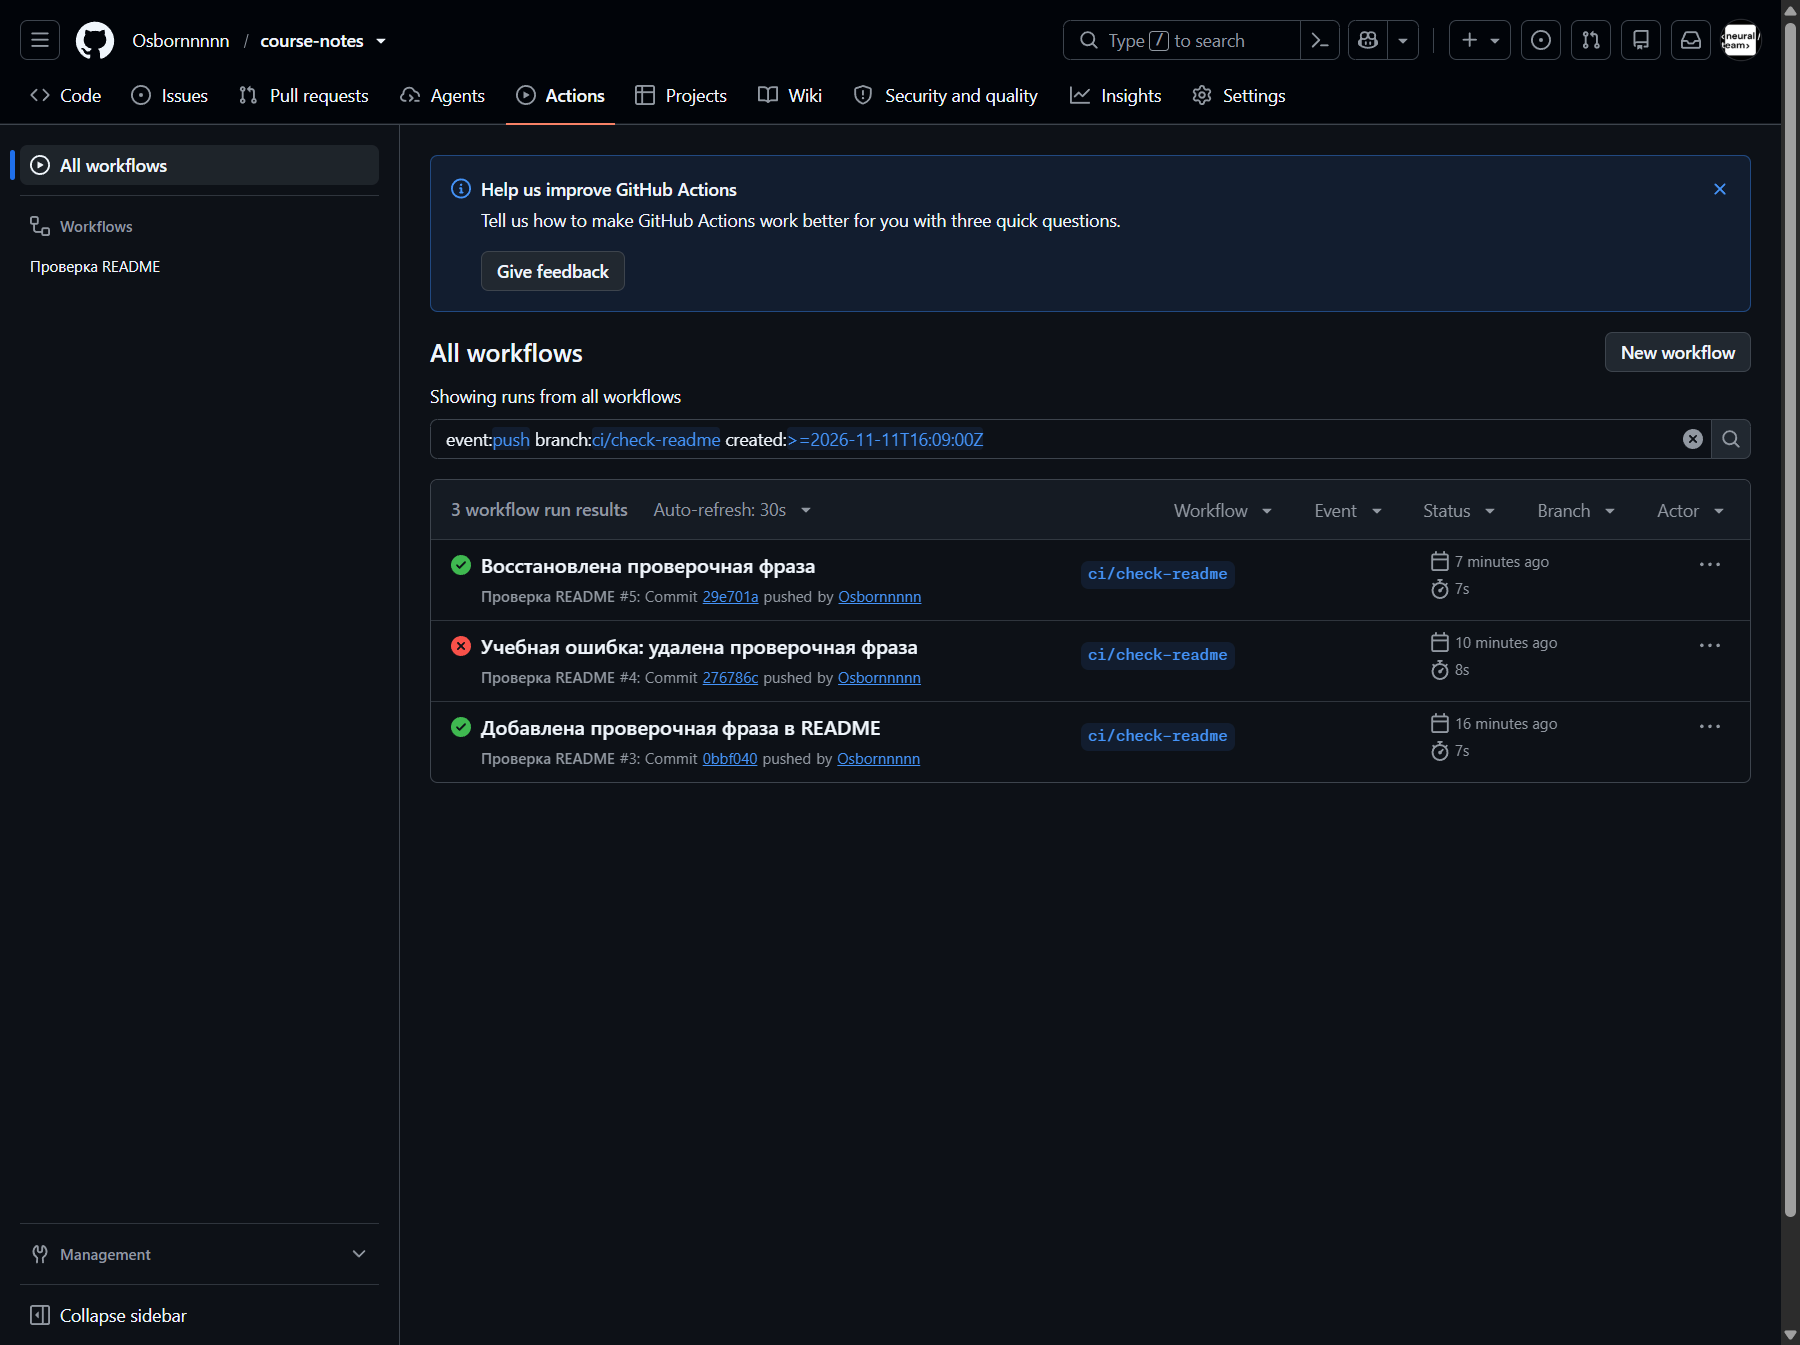 Osbornnnnn / course-notes
Type / to search
Code
Issues
Pull requests
Agents
Actions
Projects
Wiki
Security and quality
Insights
Settings
All workflows
Workflows
Проверка README
Help us improve GitHub Actions
Tell us how to make GitHub Actions work better for you with three quick questions.
Give feedback
All workflows
New workflow
Showing runs from all workflows
event:push branch:ci/check-readme created:>=2026-11-11T16:09:00Z
3 workflow run results
Auto-refresh: 30s
Workflow
Event
Status
Branch
Actor
Восстановлена проверочная фраза
Проверка README #5: Commit 29e701a pushed by Osbornnnnn
ci/check-readme
7 minutes ago
7s
Учебная ошибка: удалена проверочная фраза
Проверка README #4: Commit 276786c pushed by Osbornnnnn
ci/check-readme
10 minutes ago
8s
Добавлена проверочная фраза в README
Проверка README #3: Commit 0bbf040 pushed by Osbornnnnn
ci/check-readme
16 minutes ago
7s
Management
Collapse sidebar